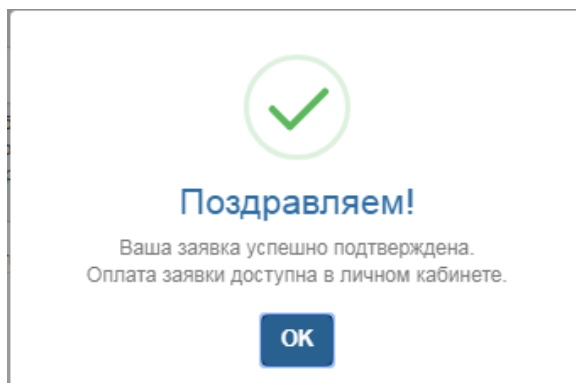 Поздравляем!
Ваша заявка успешно подтверждена.
Оплата заявки доступна в личном кабинете.
OK